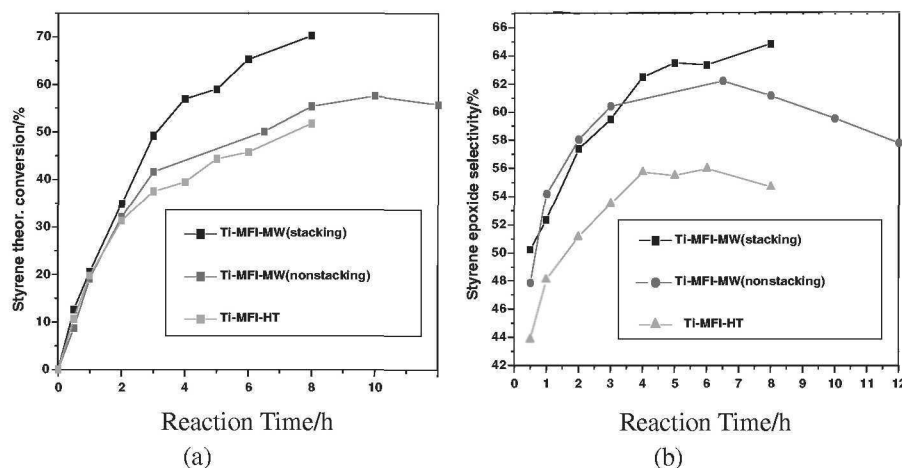 70
60
50
40
30
20
10
0
Styrene theor. conversion/%
Ti-MFI-MW(stacking)
Ti-MFI-MW(nonstacking)
Ti-MFI-HT
0 2 4 6 8 10
Reaction Time/h
(a)
66
64
62
60
58
56
54
52
50
48
46
44
42
Styrene epoxide selectivity/%
Ti-MFI-MW(stacking)
Ti-MFI-MW(nonstacking)
Ti-MFI-HT
0 1 2 3 4 5 6 7 8 10 12
Reaction Time/h
(b)